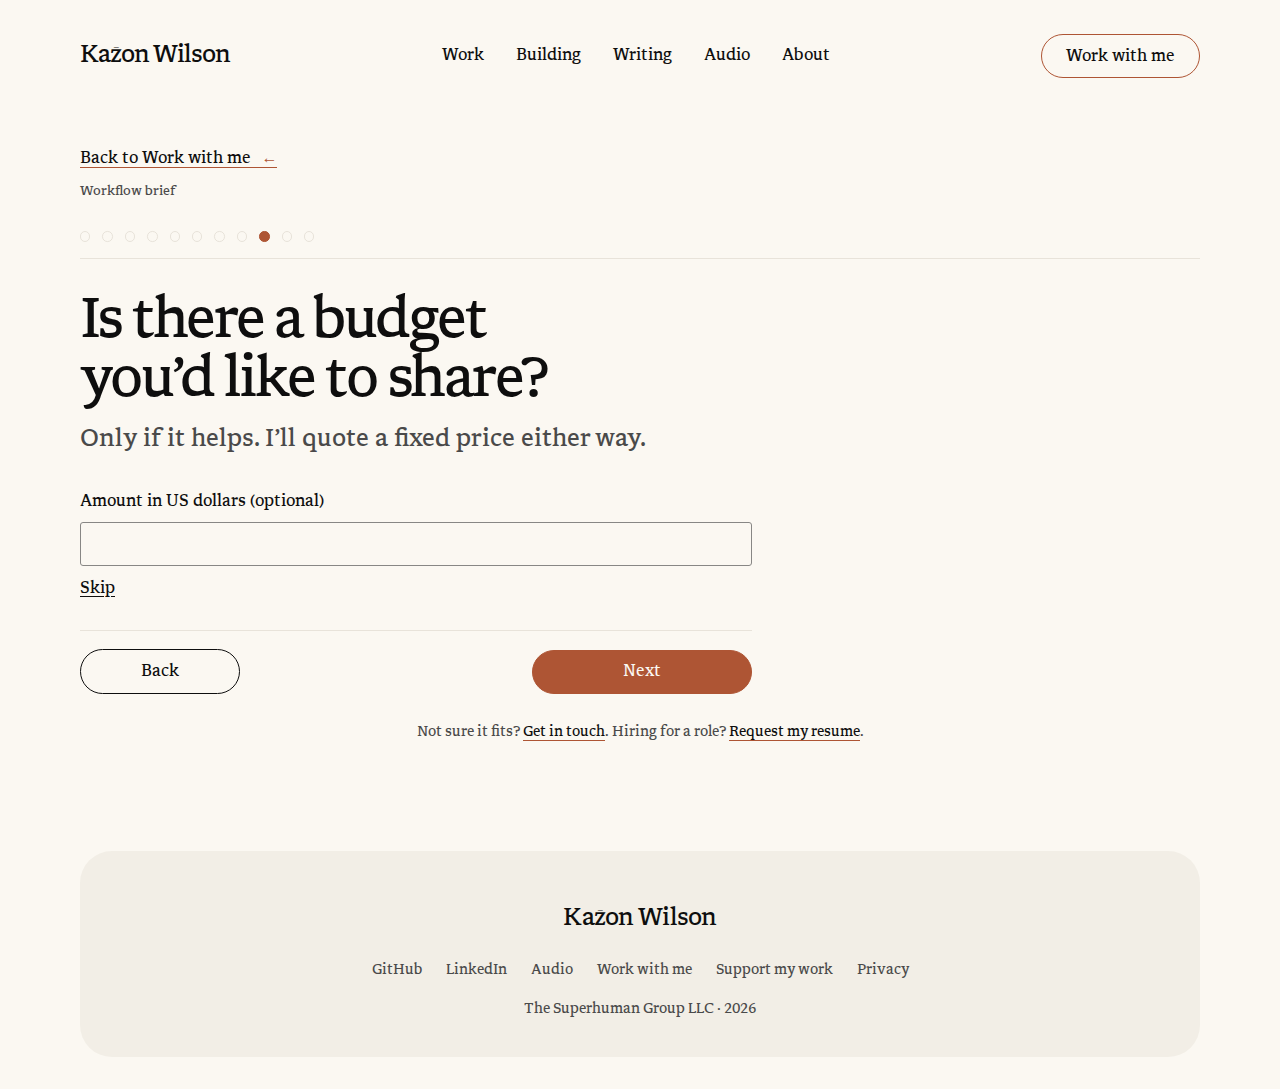 Kazon Wilson
Work
Building
Writing
Audio
About
Work with me
Back to Work with me ←
Workflow brief
Is there a budget
you’d like to share?
Only if it helps. I’ll quote a fixed price either way.
Amount in US dollars (optional)
Skip
Back
Next
Not sure it fits? Get in touch. Hiring for a role? Request my resume.
Kazon Wilson
GitHub
LinkedIn
Audio
Work with me
Support my work
Privacy
The Superhuman Group LLC · 2026